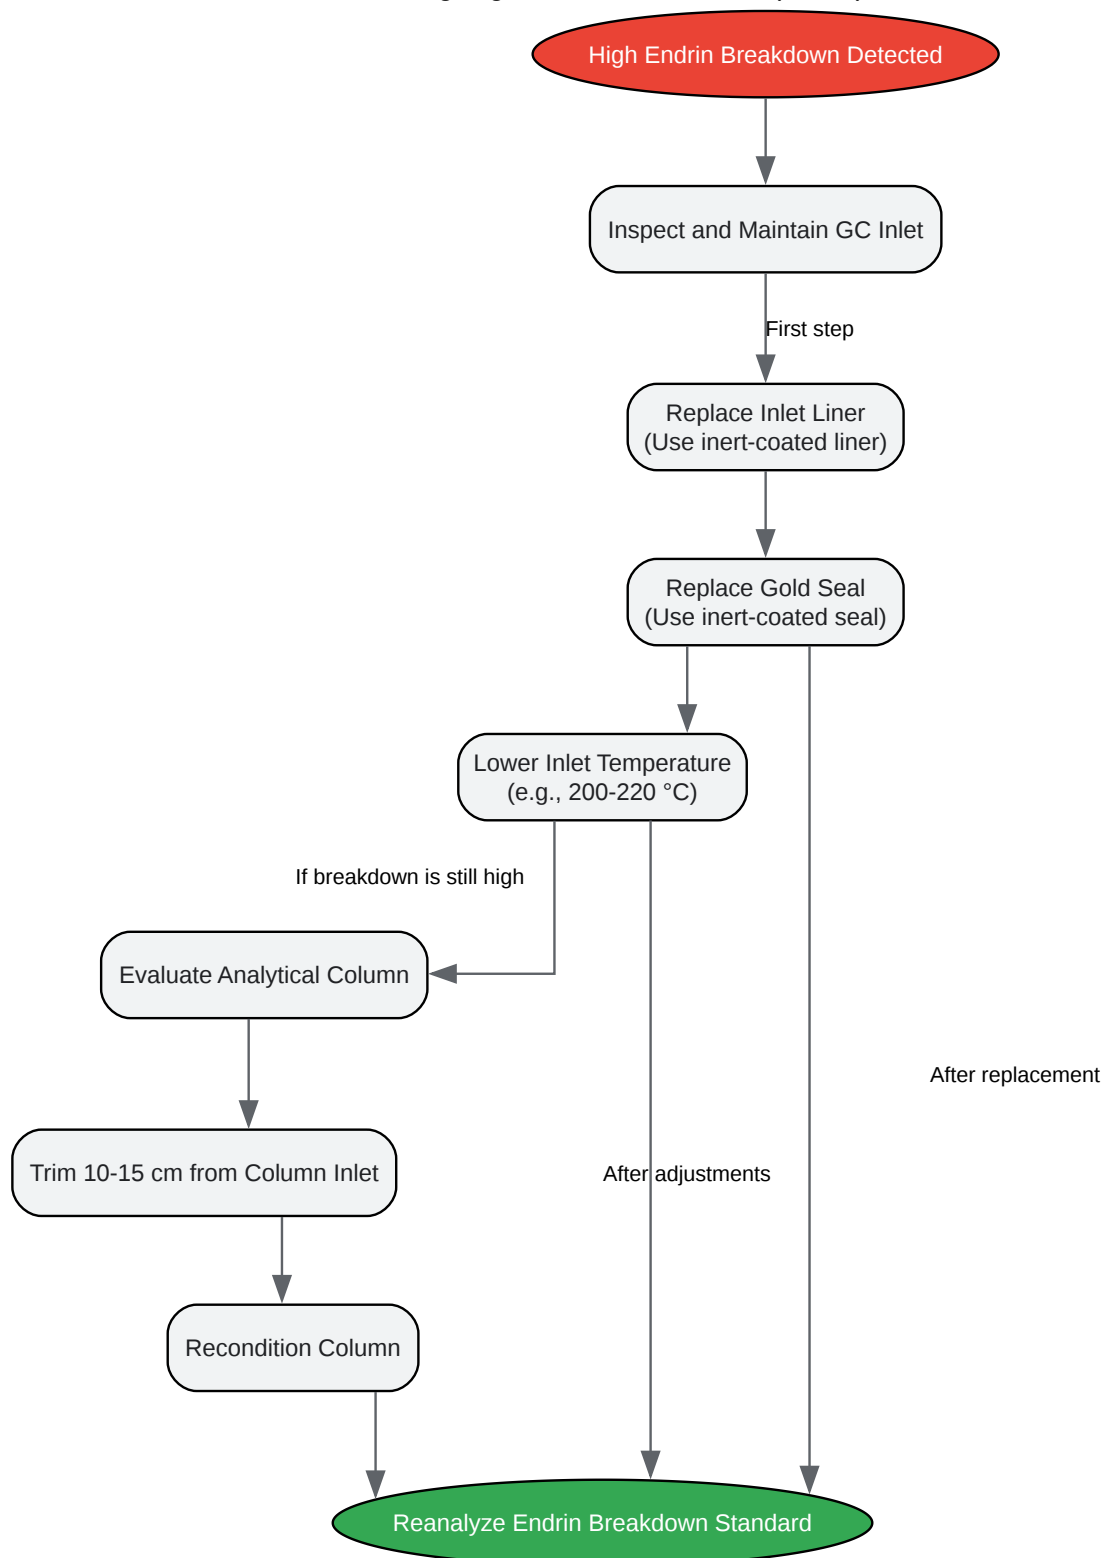 High Endrin Breakdown Detected
Inspect and Maintain GC Inlet
First step
Replace Inlet Liner
(Use inert-coated liner)
Replace Gold Seal
(Use inert-coated seal)
Lower Inlet Temperature
(e.g., 200-220 °C)
If breakdown is still high
Evaluate Analytical Column
After replacement
Trim 10-15 cm from Column Inlet
After adjustments
Recondition Column
Reanalyze Endrin Breakdown Standard